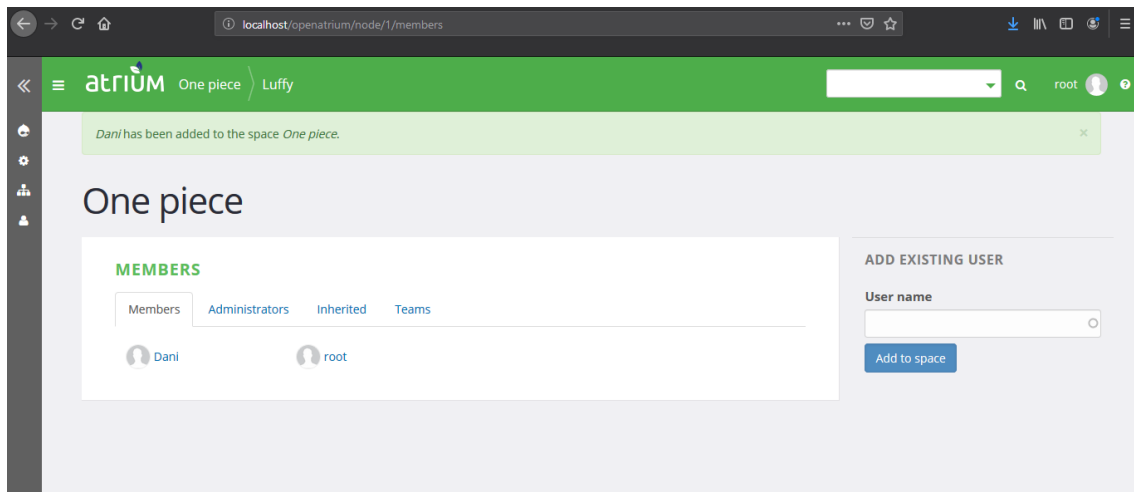 localhost/openatrium/node/1/members
atrium One piece Luffy
root
Dani has been added to the space One piece.
One piece
MEMBERS
Members Administrators Inherited Teams
Dani root
ADD EXISTING USER
User name
Add to space